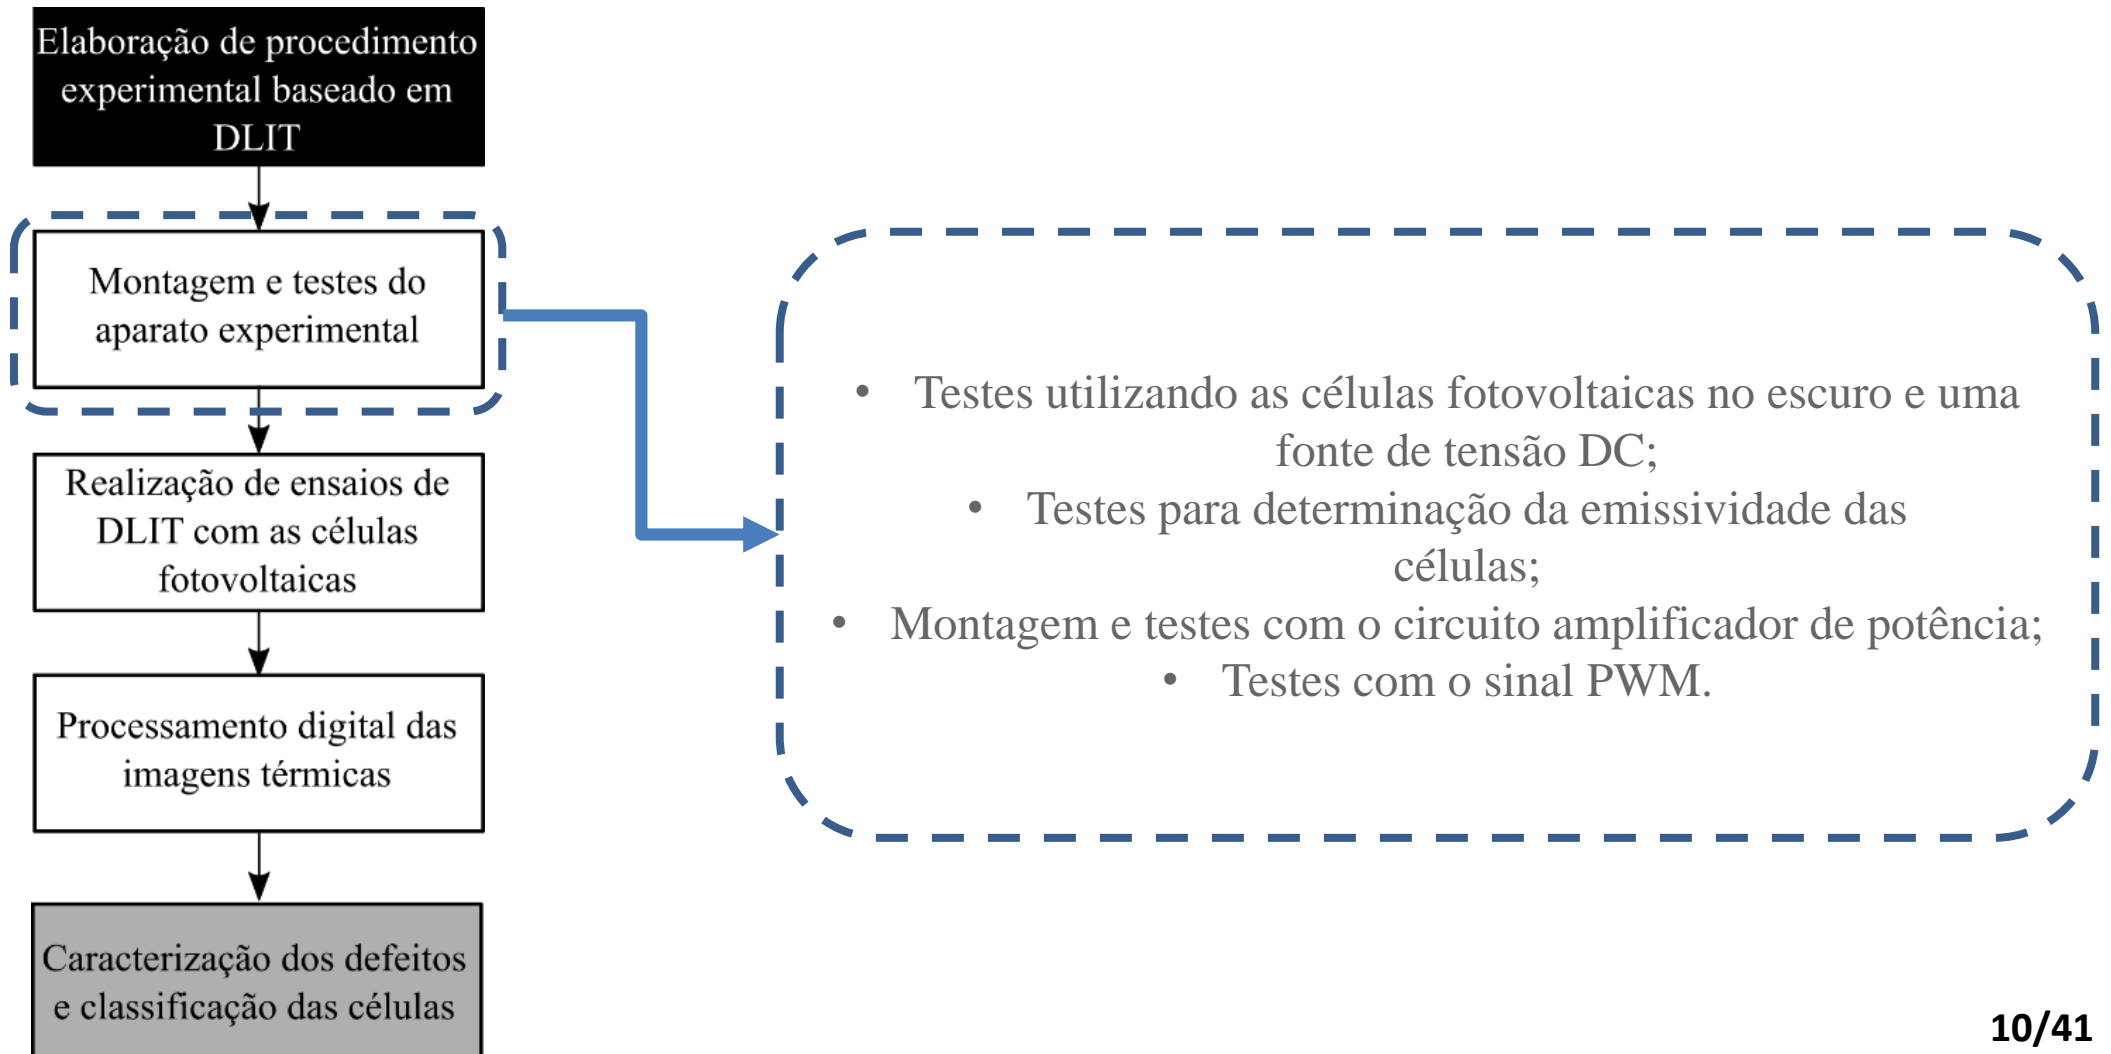 Elaboração de procedimento
experimental baseado em
DLIT
Montagem e testes do
aparato experimental
Realização de ensaios de
DLIT com as células
fotovoltaicas
Processamento digital das
imagens térmicas
Caracterização dos defeitos
e classificação das células
• Testes utilizando as células fotovoltaicas no escuro e uma
fonte de tensão DC;
• Testes para determinação da emissividade das
células;
• Montagem e testes com o circuito amplificador de potência;
• Testes com o sinal PWM.
10/41